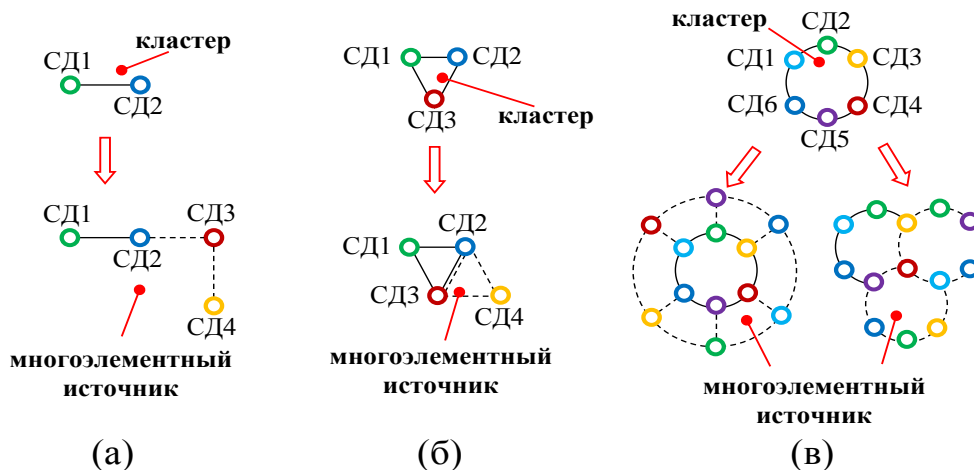 кластер
СД1
СД2
СД1
СД3
СД2
СД4
многоэлементный
источник
(а)
СД1
СД2
СД3
кластер
СД2
СД1
СД3
СД4
многоэлементный
источник
(б)
СД2
кластер
СД1
СД3
СД6
СД4
СД5
многоэлементный
источник
(в)